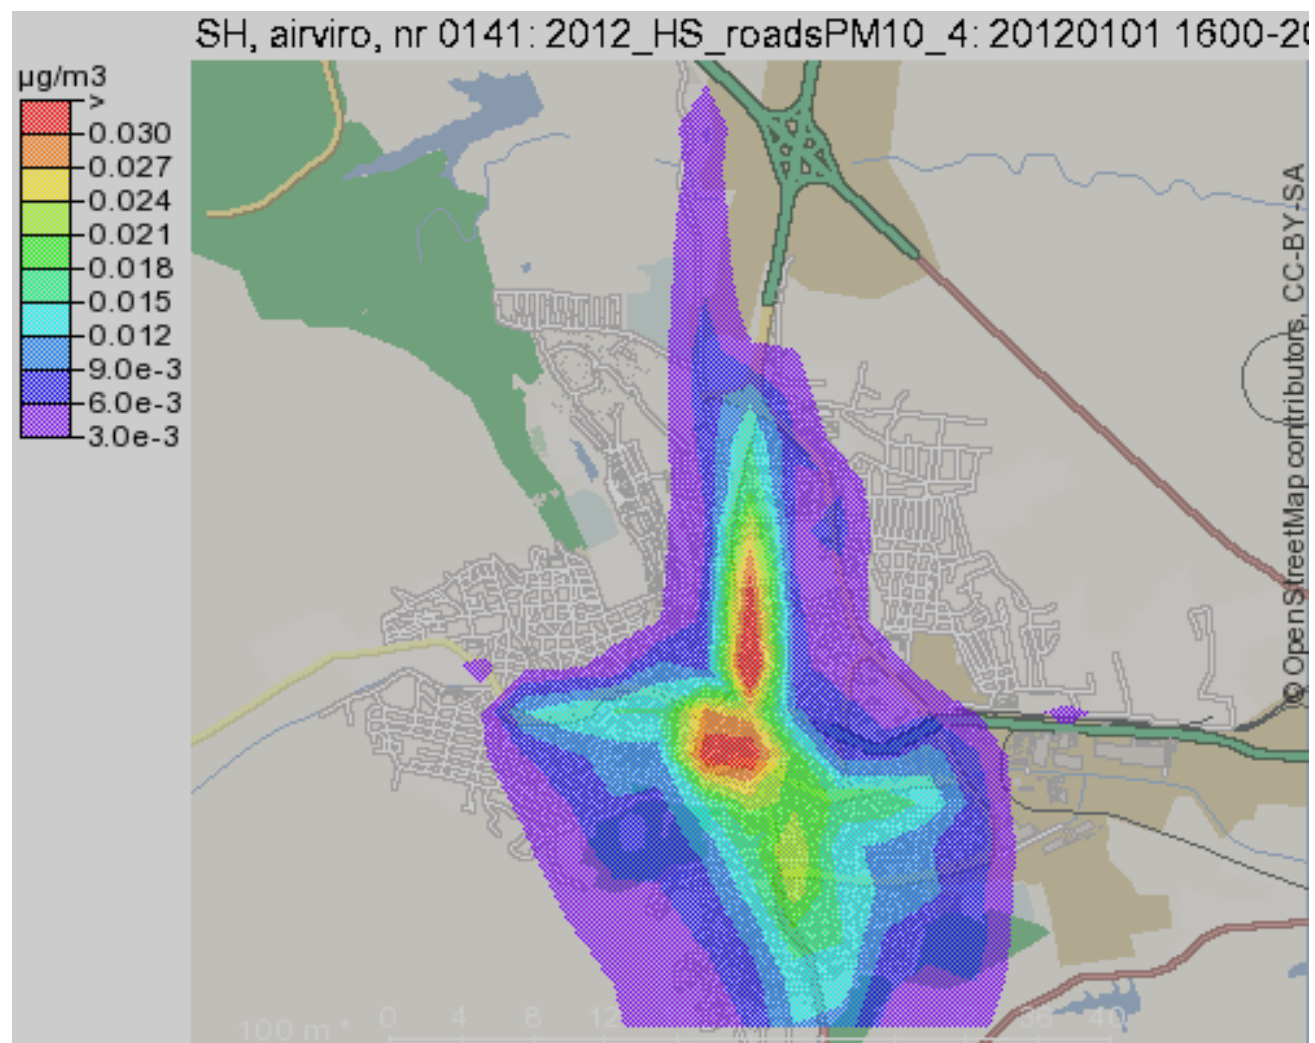 SH, airviro, nr 0141: 2012_HS_roadsPM10_4: 20120101 1600-20
µg/m3
>
0.030
0.027
0.024
0.021
0.018
0.015
0.012
9.0e-3
6.0e-3
3.0e-3
© OpenStreetMap contributors, CC-BY-SA
100 m * 0 4 8 12 36 40